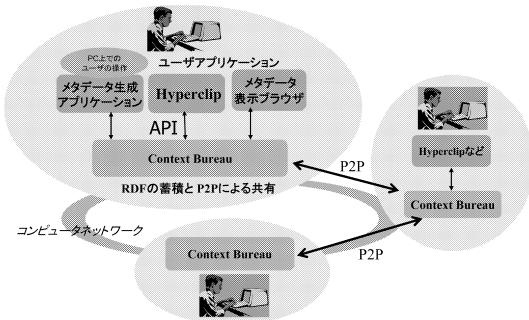 PC上での
ユーザの操作
ユーザアプリケーション
メタデータ生成
アプリケーション
Hyperclip
メタデータ
表示ブラウザ
API
Context Bureau
RDFの蓄積と P2Pによる共有
P2P
Hyperclipなど
Context Bureau
コンピュータネットワーク
Context Bureau
P2P